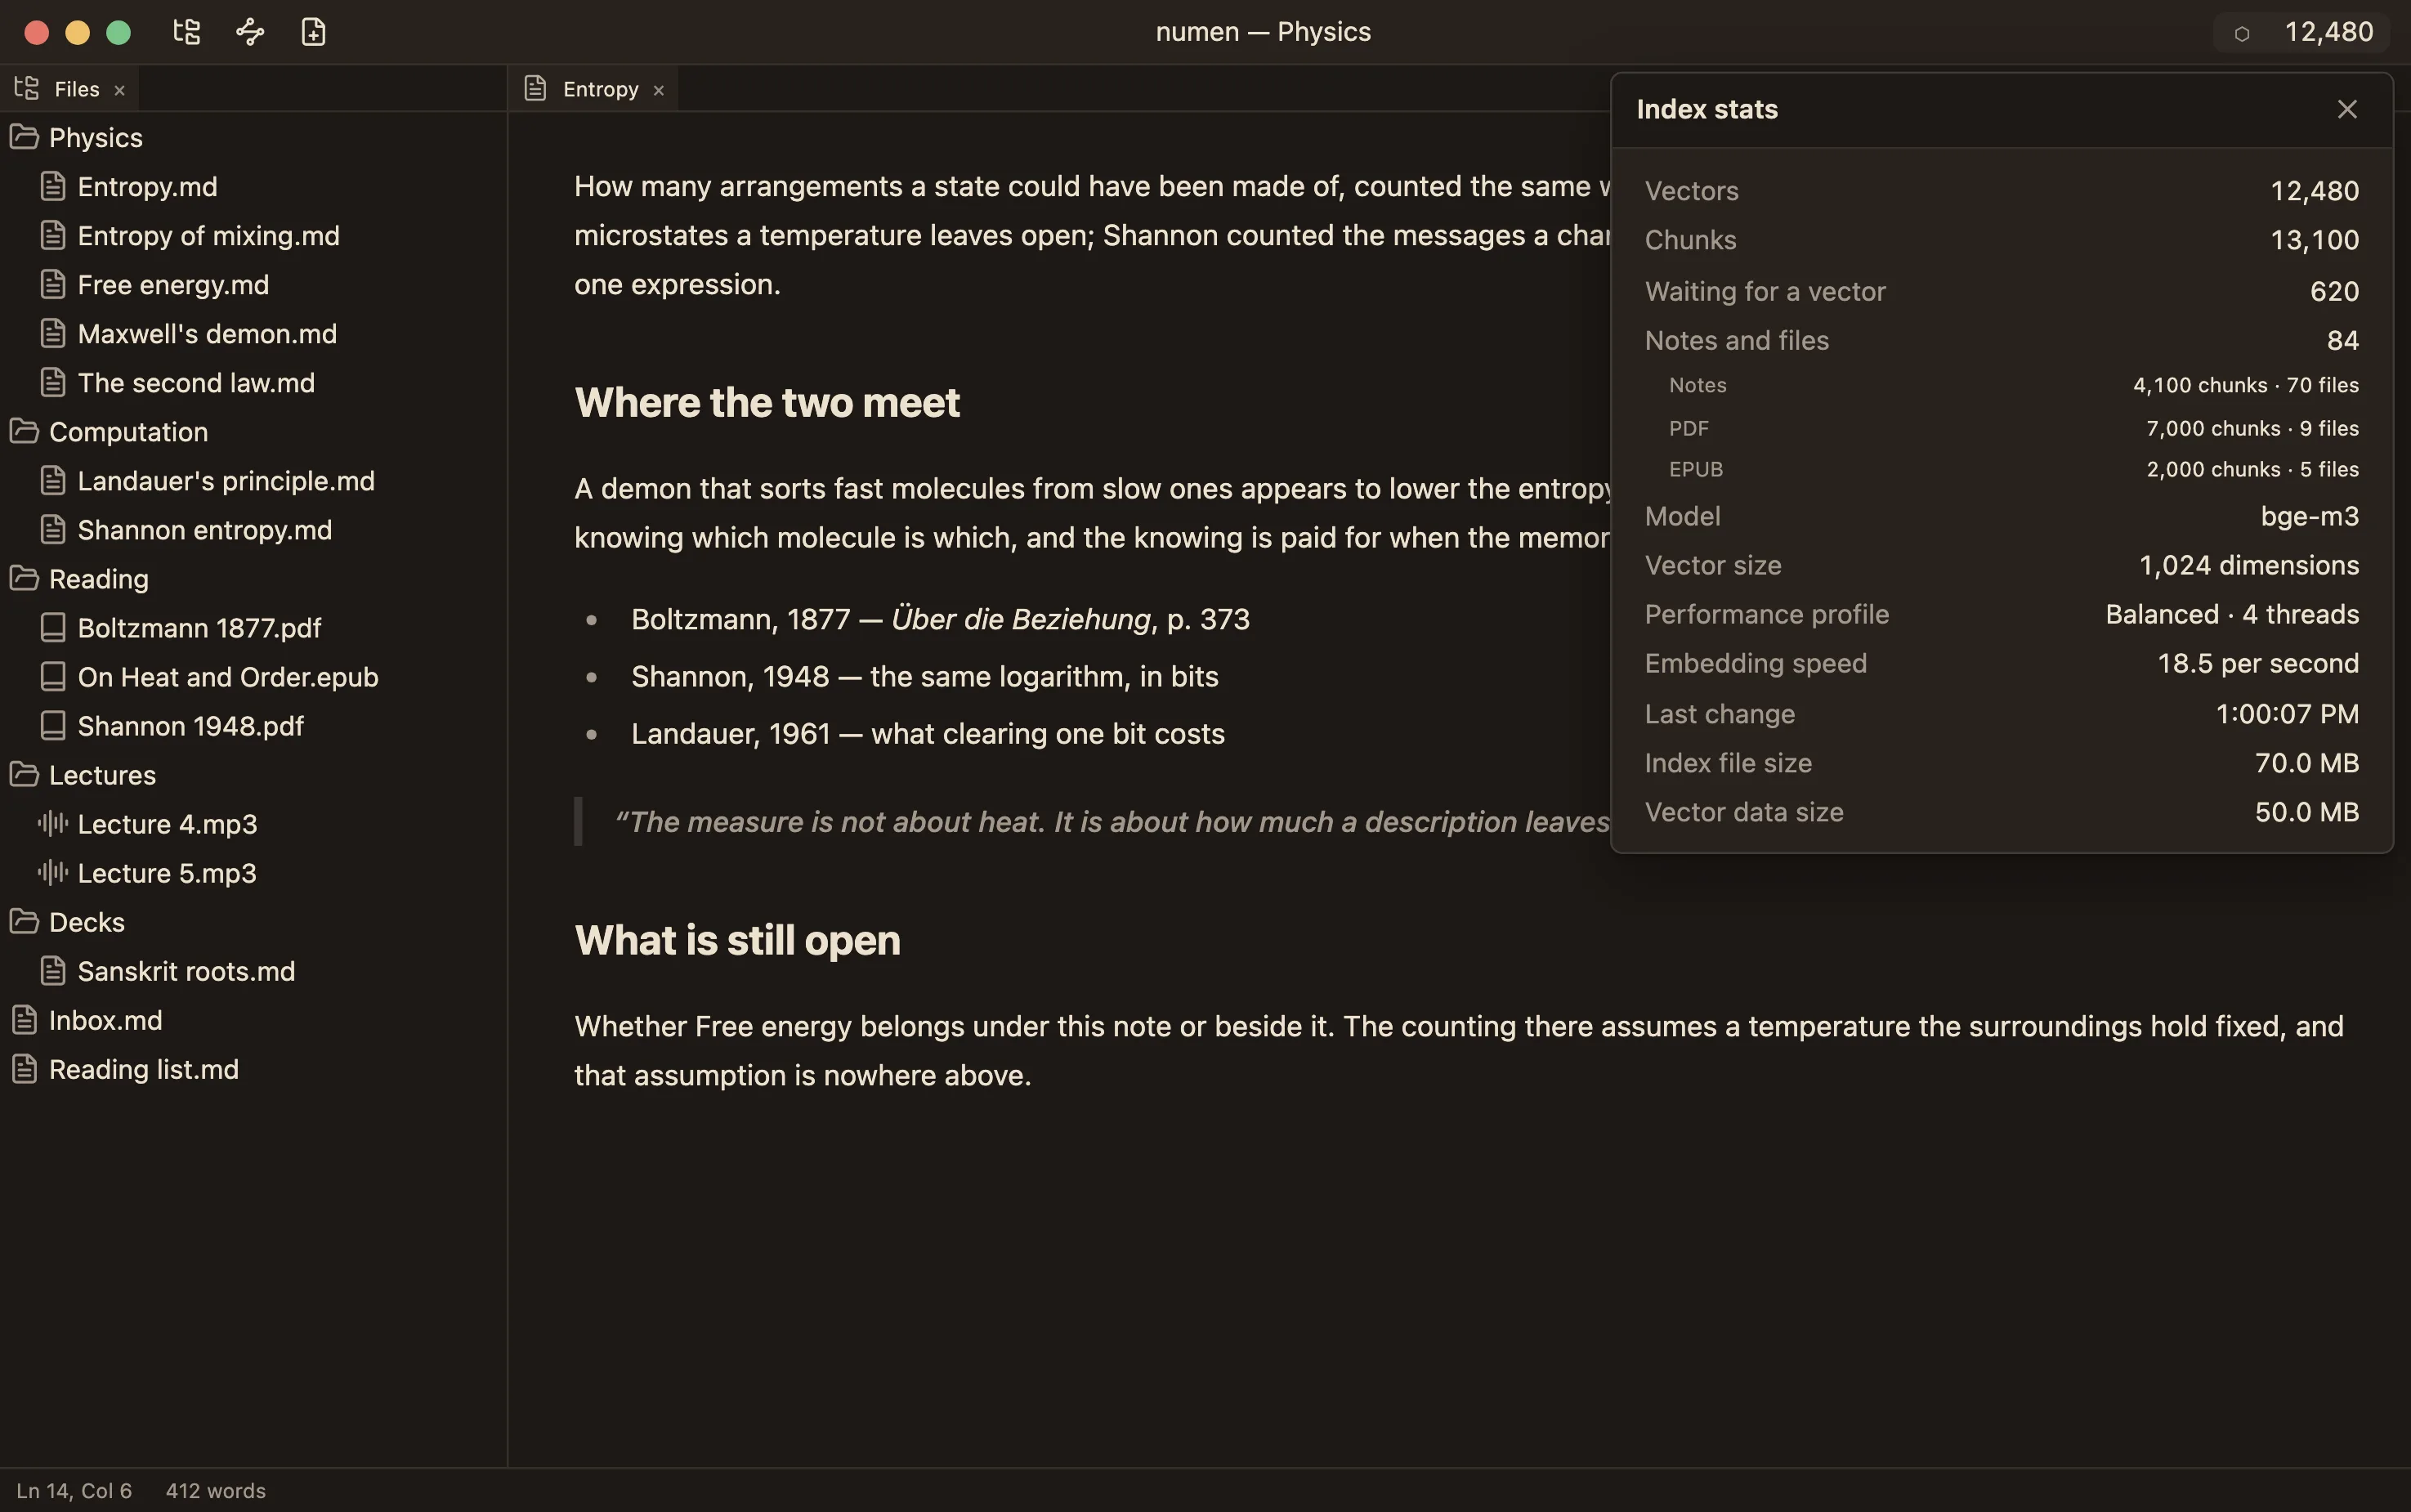 numen — Physics
12,480
Files
Entropy
Physics
Entropy.md
Entropy of mixing.md
Free energy.md
Maxwell's demon.md
The second law.md
Computation
Landauer's principle.md
Shannon entropy.md
Reading
Boltzmann 1877.pdf
On Heat and Order.epub
Shannon 1948.pdf
Lectures
Lecture 4.mp3
Lecture 5.mp3
Decks
Sanskrit roots.md
Inbox.md
Reading list.md
How many arrangements a state could have been made of, counted the same
microstates a temperature leaves open; Shannon counted the messages a
one expression.
Where the two meet
A demon that sorts fast molecules from slow ones appears to lower the entropy
knowing which molecule is which, and the knowing is paid for when the
• Boltzmann, 1877 — Über die Beziehung, p. 373
• Shannon, 1948 — the same logarithm, in bits
• Landauer, 1961 — what clearing one bit costs
“The measure is not about heat. It is about how much a description leaves
What is still open
Whether Free energy belongs under this note or beside it. The counting there assumes a temperature the surroundings hold fixed, and
that assumption is nowhere above.
Index stats
Vectors 12,480
Chunks 13,100
Waiting for a vector 620
Notes and files 84
Notes 4,100 chunks · 70 files
PDF 7,000 chunks · 9 files
EPUB 2,000 chunks · 5 files
Model bge-m3
Vector size 1,024 dimensions
Performance profile Balanced · 4 threads
Embedding speed 18.5 per second
Last change 1:00:07 PM
Index file size 70.0 MB
Vector data size 50.0 MB
Ln 14, Col 6 412 words